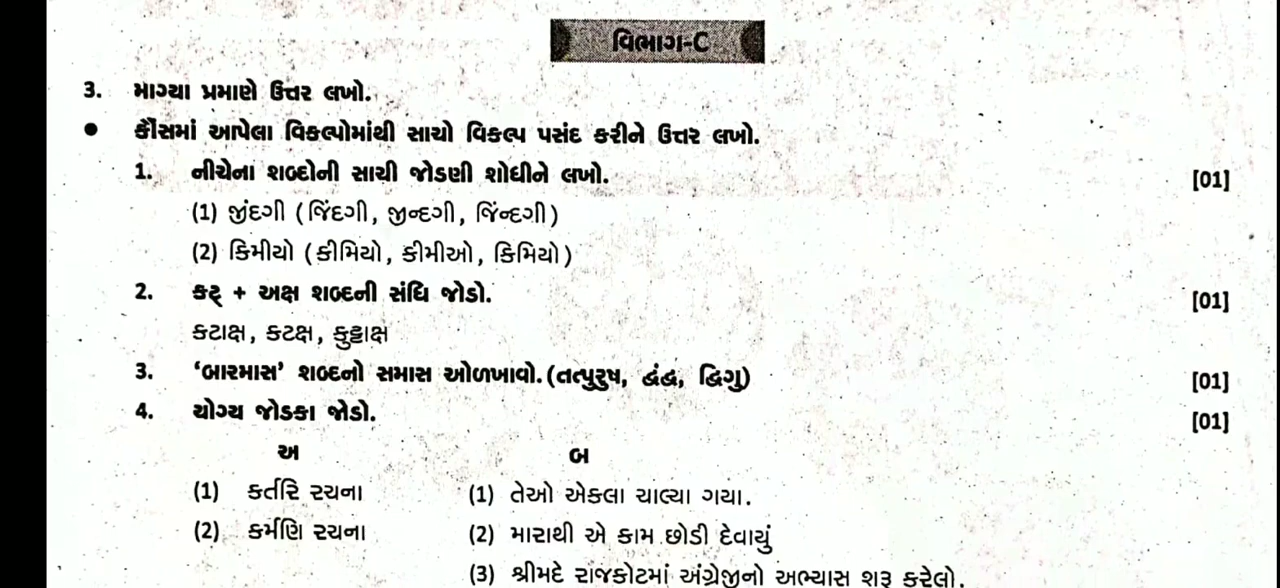 વિભાગ-C
3. માગ્યા પ્રમાણે ઉત્તર લખો.
● કૌંસમાં આપેલા વિકલ્પોમાંથી સાચો વિકલ્પ પસંદ કરીને ઉત્તર લખો.
1. નીચેના શબ્દોની સાચી જોડણી શોધીને લખો. [01]
(1) જીંદગી (જિંદગી, જીન્દગી, જિંન્દગી)
(2) કિમીયો (કીમિયો, કીમીઓ, કિમિયો)
2. કટ્ + અક્ષ શબ્દની સંધિ જોડો. [01]
કટાક્ષ, કટક્ષ, કુટ્ટાક્ષ
3. ‘બારમાસ’ શબ્દનો સમાસ ઓળખાવો. (તત્પુરુષ, દ્વંદ્વ, દ્વિગુ) [01]
4. યોગ્ય જોડકા જોડો. [01]
અ બ
(1) કર્તરિ રચના (1) તેઓ એકલા ચાલ્યા ગયા.
(2) કર્મણિ રચના (2) મારાથી એ કામ છોડી દેવાયું
(3) શ્રીમદે રાજકોટમાં અંગ્રેજીનો અભ્યાસ શરૂ કરેલો.